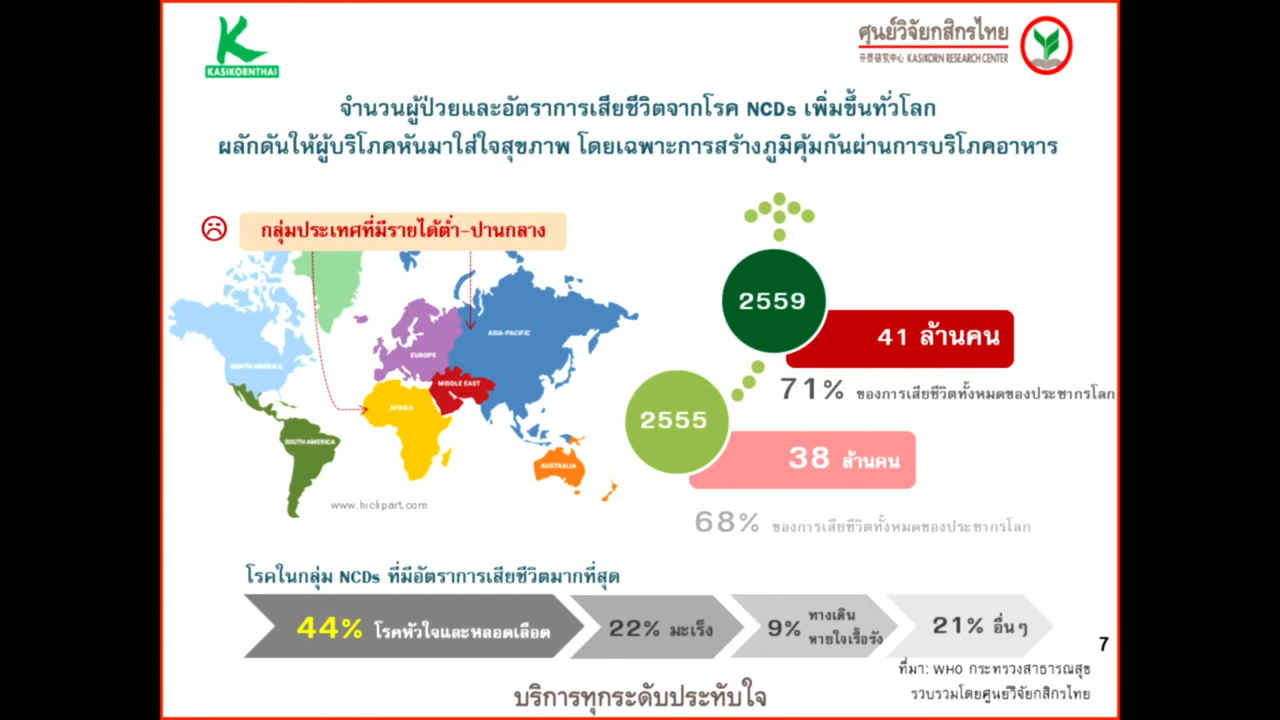 KASIKORNTHAI
ศูนย์วิจัยกสิกรไทย
开泰研究中心 KASIKORN RESEARCH CENTER
จำนวนผู้ป่วยและอัตราการเสียชีวิตจากโรค NCDs เพิ่มขึ้นทั่วโลก
ผลักดันให้ผู้บริโภคหันมาใส่ใจสุขภาพ โดยเฉพาะการสร้างภูมิคุ้มกันผ่านการบริโภคอาหาร
กลุ่มประเทศที่มีรายได้ต่ำ-ปานกลาง
NORTH AMERICA
EUROPE
ASIA-PACIFIC
MIDDLE EAST
AFRICA
SOUTH AMERICA
AUSTRALIA
www.hiclipart.com
2559
41 ล้านคน
71% ของการเสียชีวิตทั้งหมดของประชากรโลก
2555
38 ล้านคน
68% ของการเสียชีวิตทั้งหมดของประชากรโลก
โรคในกลุ่ม NCDs ที่มีอัตราการเสียชีวิตมากที่สุด
44% โรคหัวใจและหลอดเลือด
22% มะเร็ง
9% ทางเดิน
หายใจเรื้อรัง
21% อื่นๆ
7
ที่มา: WHO กระทรวงสาธารณสุข
รวบรวมโดยศูนย์วิจัยกสิกรไทย
บริการทุกระดับประทับใจ